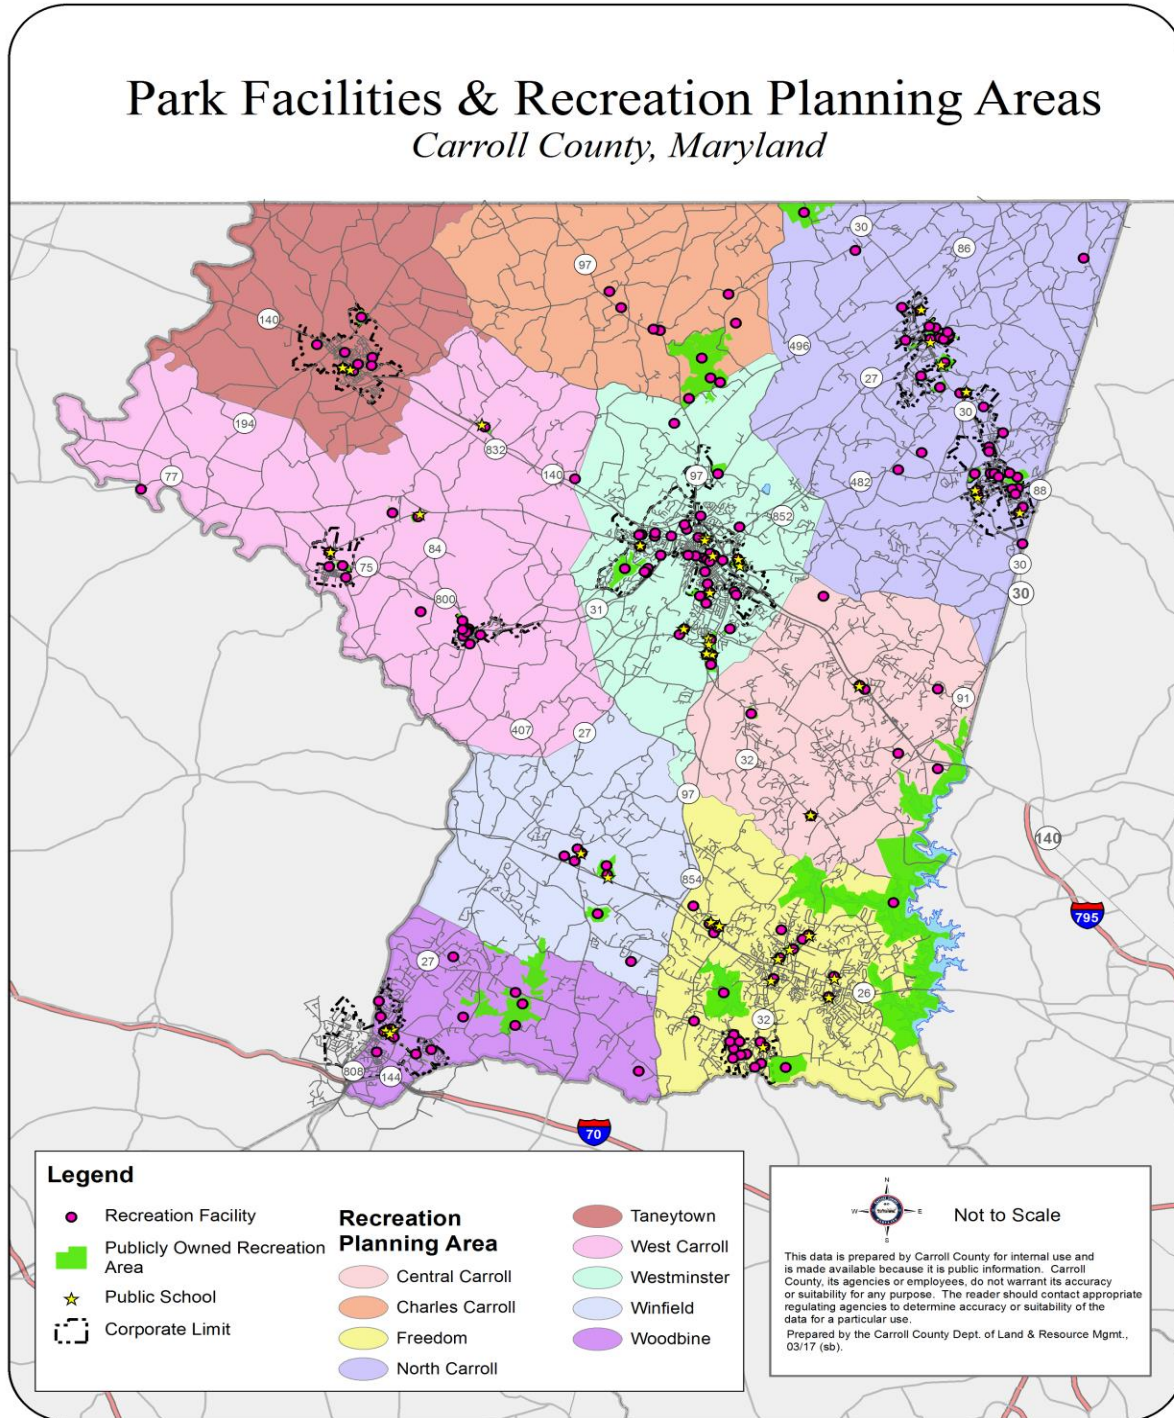 Park Facilities & Recreation Planning Areas
Carroll County, Maryland
30
86
97
140
496
27
30
194
832
140
97
482
88
77
852
84
75
30
30
800
31
91
407
27
32
97
140
854
795
27
26
32
808
144
70
Legend
Recreation Facility
Publicly Owned Recreation
Area
Public School
Corporate Limit
Recreation
Planning Area
Central Carroll
Charles Carroll
Freedom
North Carroll
Taneytown
West Carroll
Westminster
Winfield
Woodbine
N
W
E
S
Not to Scale
This data is prepared by Carroll County for internal use and
is made available because it is public information. Carroll
County, its agencies or employees, do not warrant its accuracy
or suitability for any purpose. The reader should contact appropriate
regulating agencies to determine accuracy or suitability of the
data for a particular use.
Prepared by the Carroll County Dept. of Land & Resource Mgmt.,
03/17 (sb).